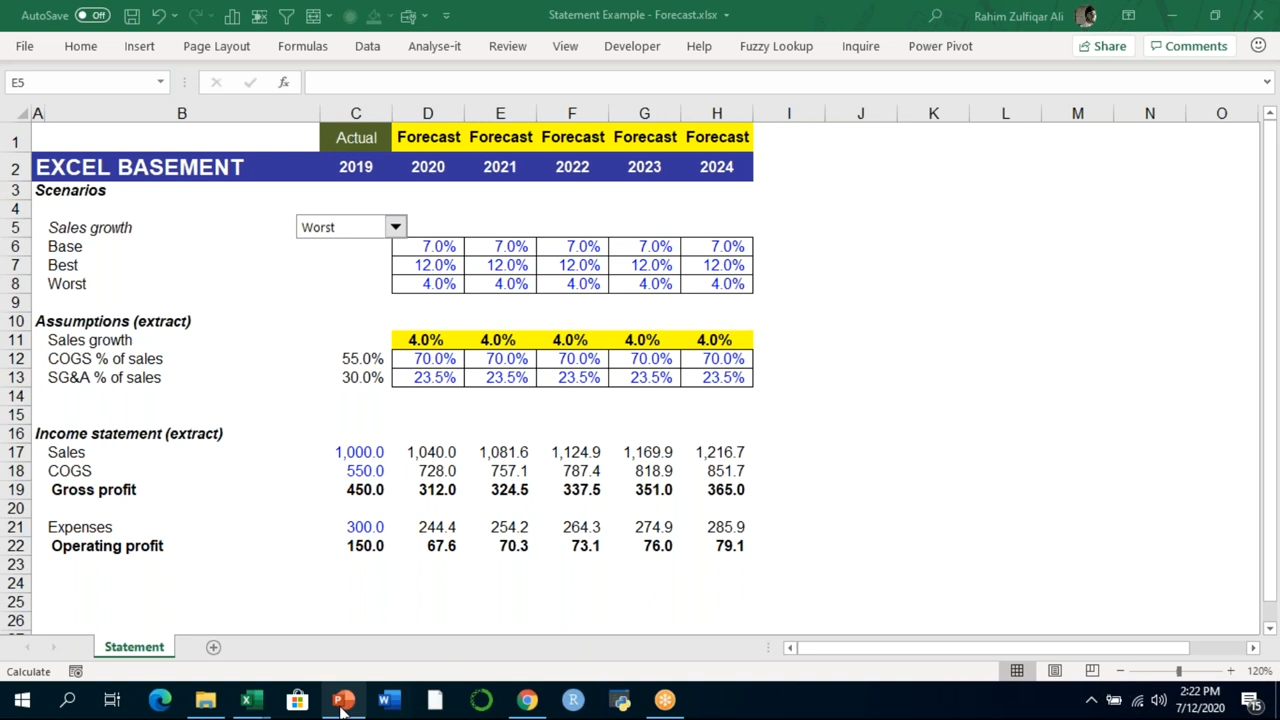 AutoSave Off Statement Example - Forecast.xlsx Rahim Zulfiqar Ali
File Home Insert Page Layout Formulas Data Analyse-it Review View Developer Help Fuzzy Lookup Inquire Power Pivot Share Comments
E5 fx
A B C D E F G H I J K L M N O
1 Actual Forecast Forecast Forecast Forecast Forecast
2 EXCEL BASEMENT 2019 2020 2021 2022 2023 2024
3 Scenarios
4
5 Sales growth Worst
6 Base 7.0% 7.0% 7.0% 7.0% 7.0%
7 Best 12.0% 12.0% 12.0% 12.0% 12.0%
8 Worst 4.0% 4.0% 4.0% 4.0% 4.0%
9
10 Assumptions (extract)
11 Sales growth 4.0% 4.0% 4.0% 4.0% 4.0%
12 COGS % of sales 55.0% 70.0% 70.0% 70.0% 70.0% 70.0%
13 SG&A % of sales 30.0% 23.5% 23.5% 23.5% 23.5% 23.5%
14
15
16 Income statement (extract)
17 Sales 1,000.0 1,040.0 1,081.6 1,124.9 1,169.9 1,216.7
18 COGS 550.0 728.0 757.1 787.4 818.9 851.7
19 Gross profit 450.0 312.0 324.5 337.5 351.0 365.0
20
21 Expenses 300.0 244.4 254.2 264.3 274.9 285.9
22 Operating profit 150.0 67.6 70.3 73.1 76.0 79.1
23
24
25
26
Statement
Calculate 120%
2:22 PM
7/12/2020 15